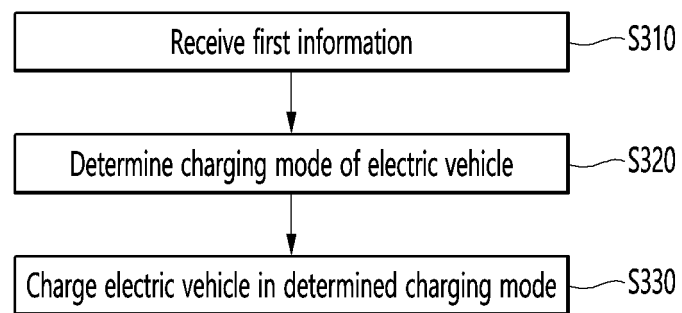 Receive first information S310
Determine charging mode of electric vehicle S320
Charge electric vehicle in determined charging mode S330